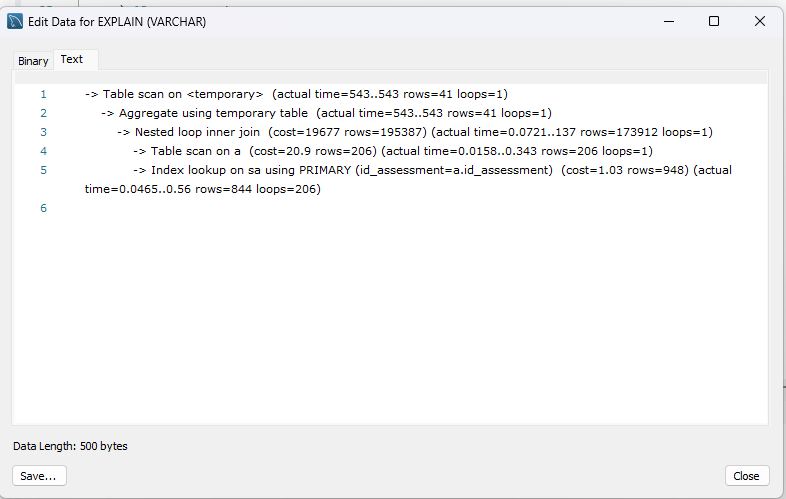 Edit Data for EXPLAIN (VARCHAR)
Binary
Text
1 -> Table scan on <temporary>  (actual time=543..543 rows=41 loops=1)
2 -> Aggregate using temporary table  (actual time=543..543 rows=41 loops=1)
3 -> Nested loop inner join  (cost=19677 rows=195387) (actual time=0.0721..137 rows=173912 loops=1)
4 -> Table scan on a  (cost=20.9 rows=206) (actual time=0.0158..0.343 rows=206 loops=1)
5 -> Index lookup on sa using PRIMARY (id_assessment=a.id_assessment)  (cost=1.03 rows=948) (actual
time=0.0465..0.56 rows=844 loops=206)
6
Data Length: 500 bytes
Save...
Close